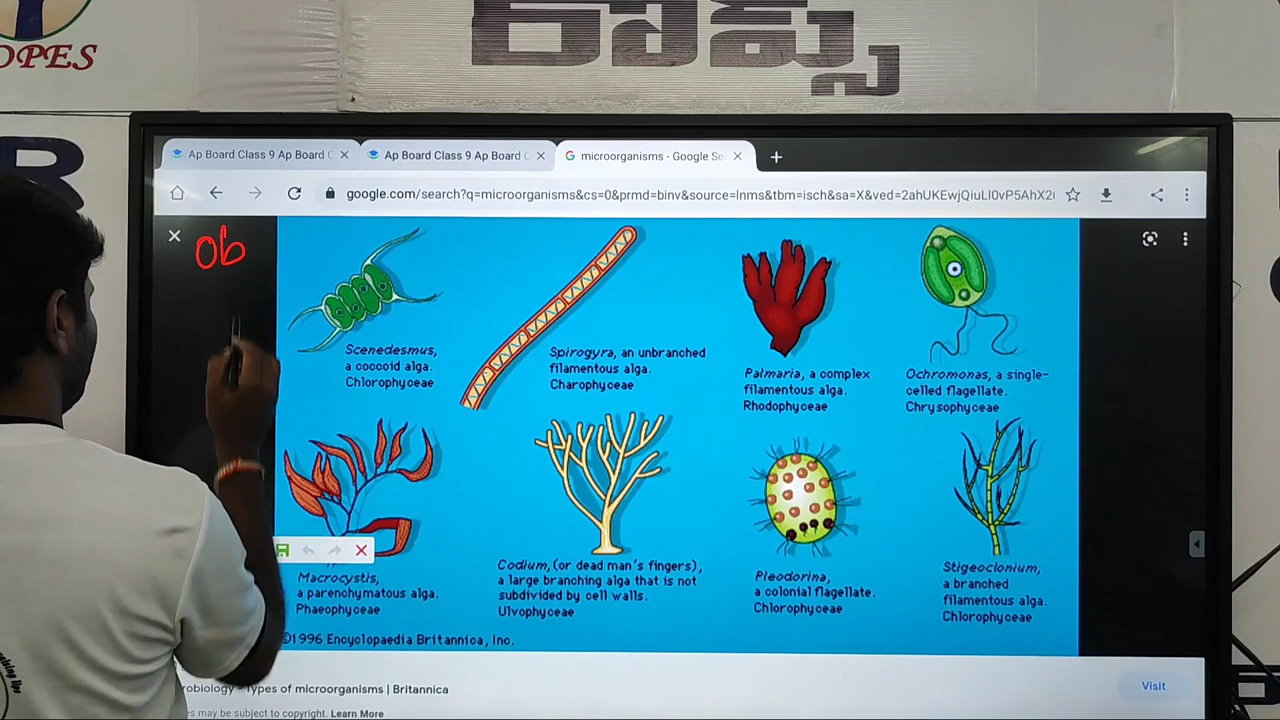 OPES
రోప్స్
R
Ap Board Class 9 Ap Board C
Ap Board Class 9 Ap Board C
microorganisms - Google Se
google.com/search?q=microorganisms&cs=0&prmd=binv&source=lnms&tbm=isch&sa=X&ved=2ahUKEwjQiuLI0vP5AhX2
Ob
Scenedesmus,
a coccoid alga.
Chlorophyceae
Spirogyra, an unbranched
filamentous alga.
Charophyceae
Palmaria, a complex
filamentous alga.
Rhodophyceae
Ochromonas, a single-
celled flagellate.
Chrysophyceae
Macrocystis,
a parenchymatous alga.
Phaeophyceae
Codium, (or dead man's fingers),
a large branching alga that is not
subdivided by cell walls.
Ulvophyceae
Pleodorina,
a colonial flagellate.
Chlorophyceae
Stigeoclonium,
a branched
filamentous alga.
Chlorophyceae
©1996 Encyclopaedia Britannica, Inc.
robiology - Types of microorganisms | Britannica
Visit
es may be subject to copyright. Learn More